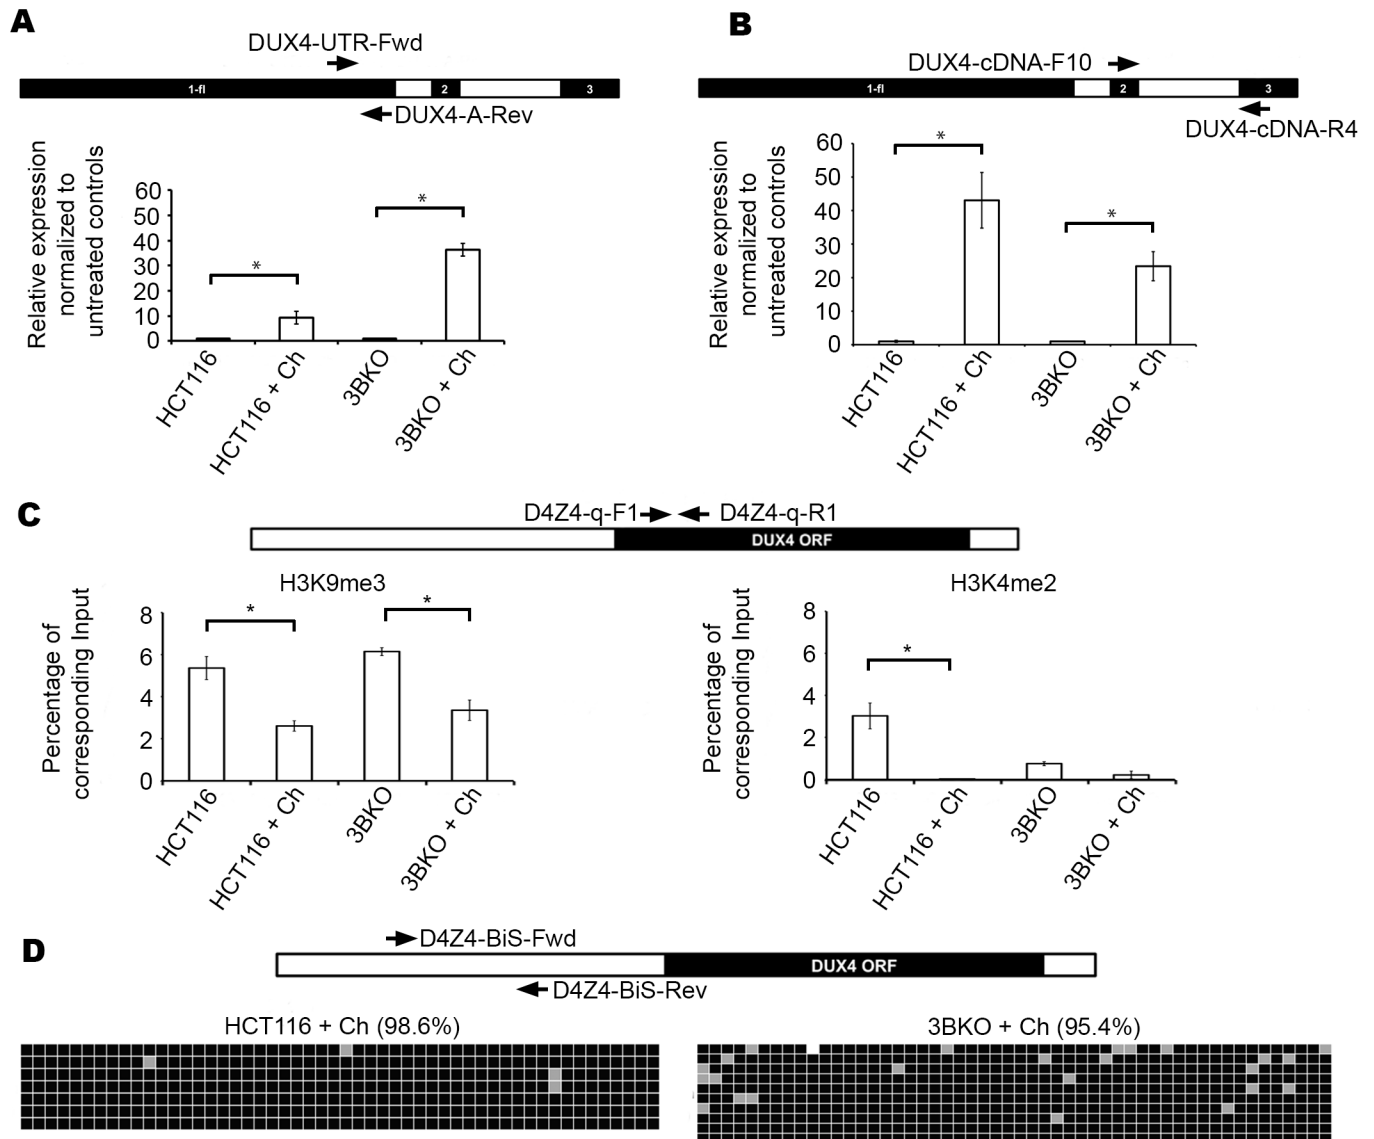 A
DUX4-UTR-Fwd
1-fl 2 3
DUX4-A-Rev
Relative expression
normalized to
untreated controls
60
50
40
30
20
10
0
*
*
HCT116
HCT116 + Ch
3BKO
3BKO + Ch
B
DUX4-cDNA-F10
1-fl 2 3
DUX4-cDNA-R4
Relative expression
normalized to
untreated controls
60
50
40
30
20
10
0
*
*
HCT116
HCT116 + Ch
3BKO
3BKO + Ch
C
D4Z4-q-F1 D4Z4-q-R1
DUX4 ORF
H3K9me3
Percentage of
corresponding Input
8
6
4
2
0
*
*
HCT116
HCT116 + Ch
3BKO
3BKO + Ch
H3K4me2
Percentage of
corresponding Input
8
6
4
2
0
*
HCT116
HCT116 + Ch
3BKO
3BKO + Ch
D
D4Z4-BiS-Fwd
DUX4 ORF
D4Z4-BiS-Rev
HCT116 + Ch (98.6%)
3BKO + Ch (95.4%)